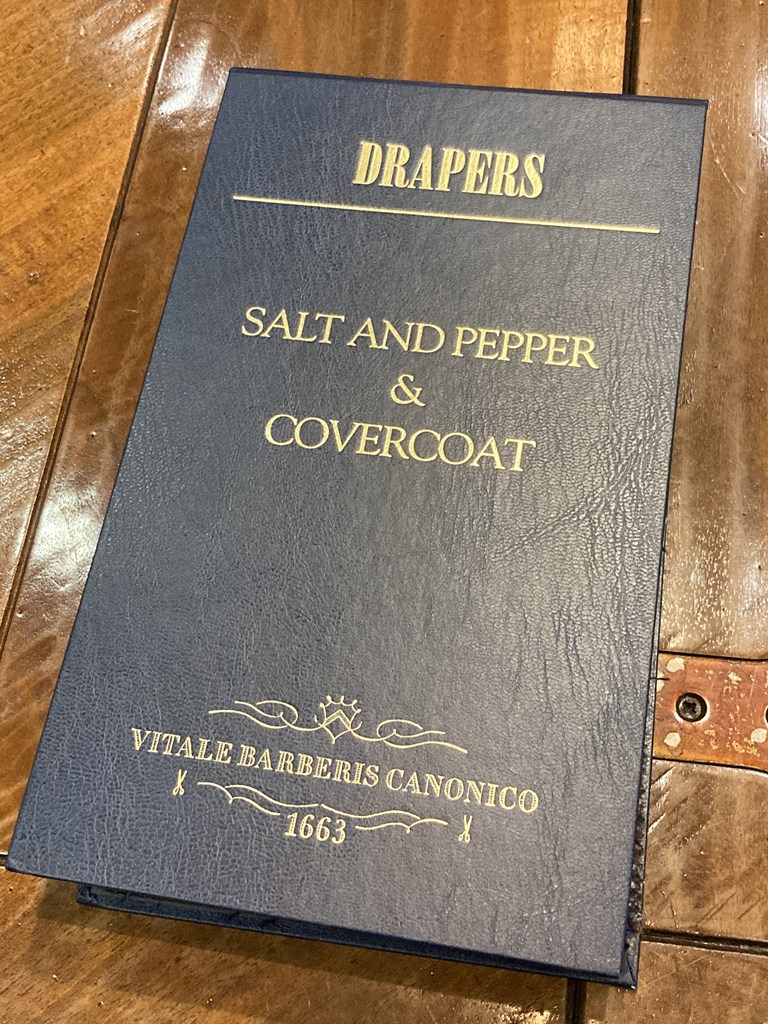 DRAPERS
SALT AND PEPPER
&
COVERCOAT
VITALE BARBERIS CANONICO
1663